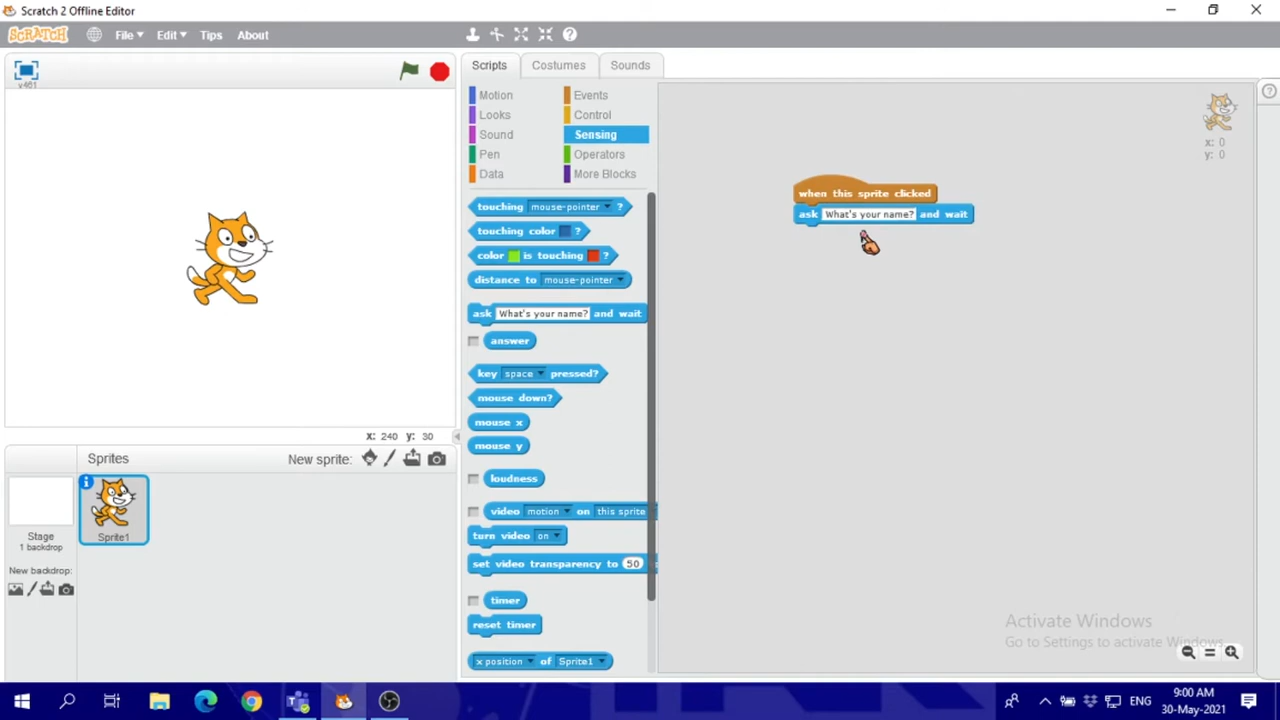 Scratch 2 Offline Editor
SCRATCH File Edit Tips About
v461
Scripts Costumes Sounds
Motion Events
Looks Control
Sound Sensing
Pen Operators
Data More Blocks
touching mouse-pointer ?
touching color ?
color is touching ?
distance to mouse-pointer
ask What's your name? and wait
answer
key space pressed?
mouse down?
mouse x
mouse y
loudness
video motion on this sprite
turn video on
set video transparency to 50
timer
reset timer
x position of Sprite1
when this sprite clicked
ask What's your name? and wait
x: 0
y: 0
x: 240 y: 30
Sprites New sprite:
Stage
1 backdrop
New backdrop:
Sprite1
Activate Windows
Go to Settings to activate Windows.
ENG
9:00 AM
30-May-2021